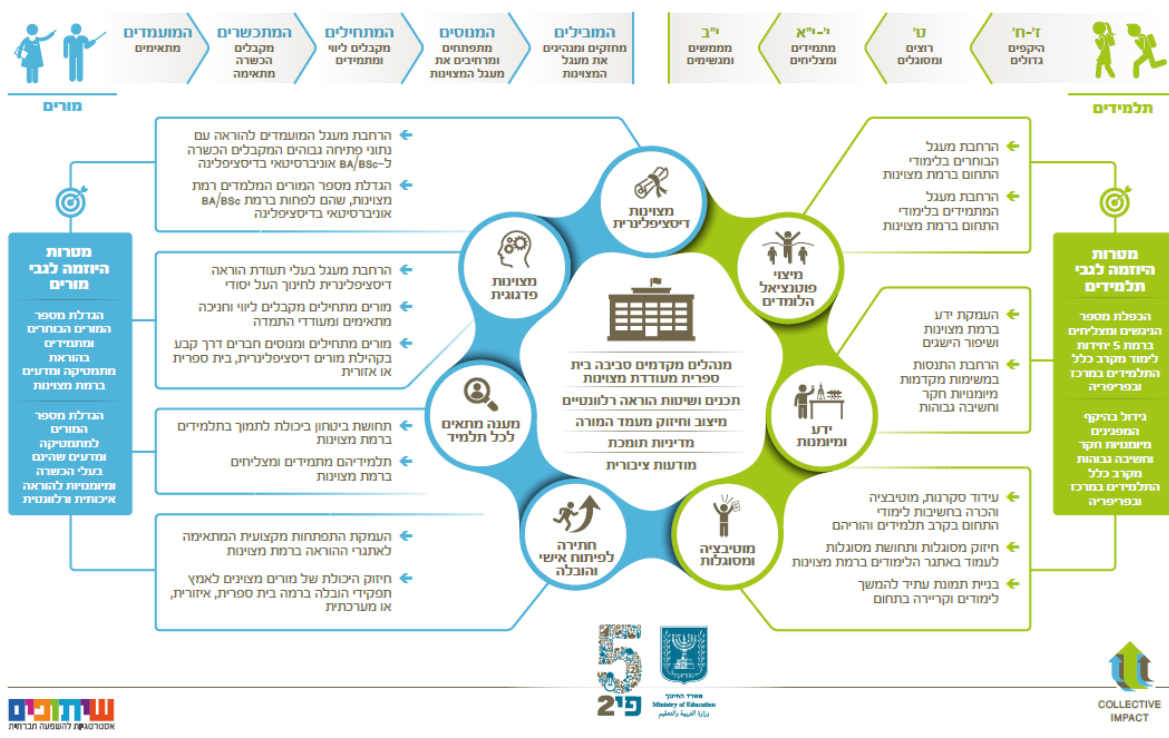 ז'-ח'
היקפים
גדולים
ט'
רוצים
ומסוגלים
י'-י"א
מתמידים
ומצליחים
י"ב
מממשים
ומגשימים
המובילים
מחזקים ומנהיגים
את מעגל
המצוינות
המנוסים
מתפתחים
ומרחיבים את
מעגל המצוינות
המתחילים
מקבלים ליווי
ומתמידים
המתכשרים
מקבלים
הכשרה
מתאימה
המועמדים
מתאימים
תלמידים
מורים
מטרות
היוזמה לגבי
תלמידים
הכפלת מספר
הניגשים ומצליחים
ברמת 5 יחידות
לימוד מקרב כלל
התלמידים במרכז
ובפריפריה
גידול בהיקף
המפגינים
מיומנויות חקר
וחשיבה גבוהות
מקרב כלל
התלמידים במרכז
ובפריפריה
הרחבת מעגל
הבוחרים בלימודי
התחום ברמת מצוינות
הרחבת מעגל
המתמידים בלימודי
התחום ברמת מצוינות
העמקת ידע
ברמת מצוינות
ושיפור הישגים
הרחבת התנסות
במשימות מקדמות
מיומנויות חקר
וחשיבה גבוהות
עידוד סקרנות, מוטיבציה
והכרה בחשיבות לימודי
התחום בקרב תלמידים והוריהם
חיזוק מסוגלות ותחושת מסוגלות
לעמוד באתגר הלימודים ברמת מצוינות
בניית תמונת עתיד להמשך
לימודים וקריירה בתחום
מצוינות
דיסציפלינרית
מיצוי
פוטנציאל
הלומדים
ידע
ומיומנות
מוטיבציה
ומסוגלות
חתירה
לפיתוח אישי
והובלה
מענה מתאים
לכל תלמיד
מצוינות
פדגוגית
מנהלים מקדמים סביבה בית
ספרית מעודדת מצוינות
תכנים ושיטות הוראה רלוונטיים
מיצוב וחיזוק מעמד המורה
מדיניות תומכת
מודעות ציבורית
הרחבת מעגל המועמדים להוראה עם
נתוני פתיחה גבוהים המקבלים הכשרה
ל-BA/BSc אוניברסיטאי בדיסציפלינה
הגדלת מספר המורים המלמדים רמת
מצוינות, שהם לפחות ברמת BA/BSc
אוניברסיטאי בדיסציפלינה
הרחבת מעגל בעלי תעודת הוראה
דיסציפלינרית לחינוך העל יסודי
מורים מתחילים מקבלים ליווי וחניכה
מתאימים ומעודדי התמדה
מורים מתחילים ומנוסים חברים דרך קבע
בקהילת מורים דיסציפלינרית, בית ספרית
או אזורית
תחושת ביטחון ביכולת לתמוך בתלמידים
ברמת מצוינות
תלמידיהם מתמידים ומצליחים
ברמת מצוינות
העמקת התפתחות מקצועית המתאימה
לאתגרי ההוראה ברמת מצוינות
חיזוק היכולת של מורים מצוינים לאמץ
תפקידי הובלה ברמה בית ספרית, איזורית,
או מערכתית
מטרות
היוזמה לגבי
מורים
הגדלת מספר
המורים הבוחרים
ומתמידים
בהוראת
מתמטיקה ומדעים
ברמת מצוינות
הגדלת מספר
המורים
למתמטיקה
ומדעים שהינם
בעלי הכשרה
ומיומנויות להוראה
איכותית ורלוונטית
5
פי2
משרד החינוך
Ministry of Education
وزارة التربية والتعليم
COLLECTIVE
IMPACT
שיתופים
אסטרטגיות להשפעה חברתית